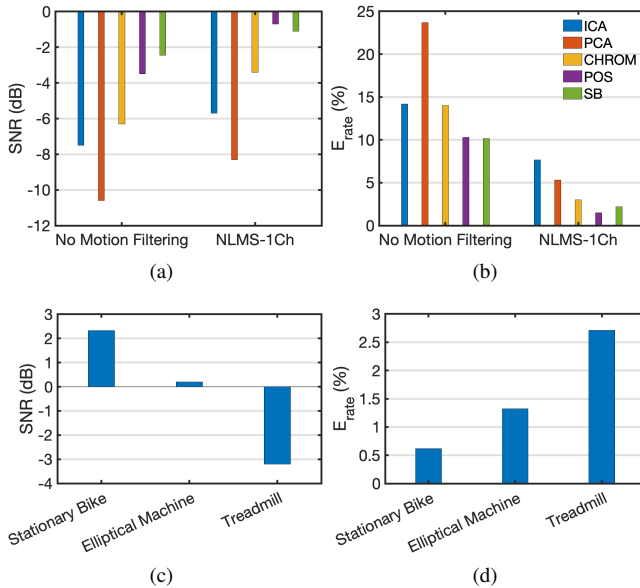 0
-2
-4
-6
-8
-10
-12
SNR (dB)
No Motion Filtering NLMS-1Ch
(a)
25
20
15
10
5
0
E_rate (%)
ICA
PCA
CHROM
POS
SB
No Motion Filtering NLMS-1Ch
(b)
3
2
1
0
-1
-2
-3
-4
SNR (dB)
Stationary Bike Elliptical Machine Treadmill
(c)
3
2.5
2
1.5
1
0.5
0
E_rate (%)
Stationary Bike Elliptical Machine Treadmill
(d)